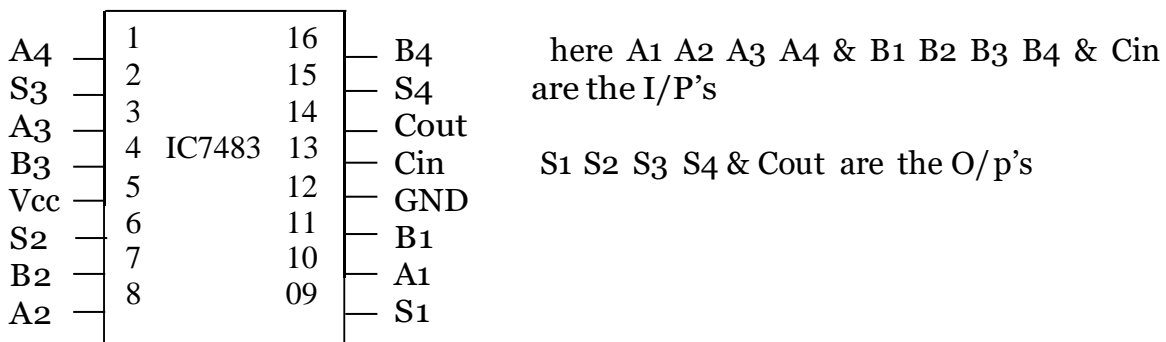 A4 1 16 B4 here A1 A2 A3 A4 & B1 B2 B3 B4 & Cin
S3 2 15 S4 are the I/P’s
A3 3 14 Cout
B3 4 IC7483 13 Cin S1 S2 S3 S4 & Cout are the O/p’s
Vcc 5 12 GND
S2 6 11 B1
B2 7 10 A1
A2 8 09 S1